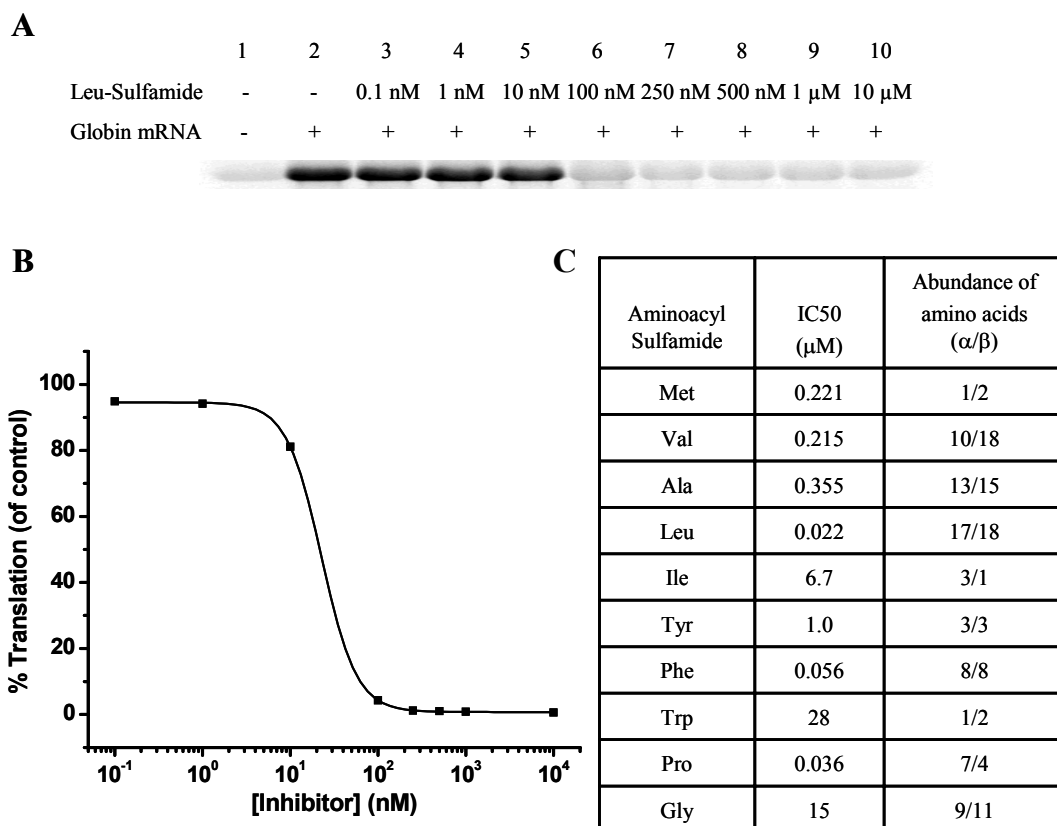 A
1 2 3 4 5 6 7 8 9 10
Leu-Sulfamide - - 0.1 nM 1 nM 10 nM 100 nM 250 nM 500 nM 1 µM 10 µM
Globin mRNA - + + + + + + + + +
B
% Translation (of control)
100
80
60
40
20
0
10⁻¹ 10⁰ 10¹ 10² 10³ 10⁴
[Inhibitor] (nM)
C
Aminoacyl Sulfamide IC50 (µM) Abundance of amino acids (α/β)
Met 0.221 1/2
Val 0.215 10/18
Ala 0.355 13/15
Leu 0.022 17/18
Ile 6.7 3/1
Tyr 1.0 3/3
Phe 0.056 8/8
Trp 28 1/2
Pro 0.036 7/4
Gly 15 9/11